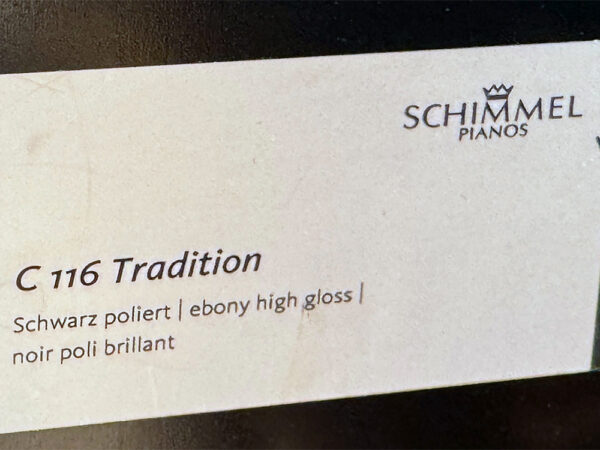 SCHIMMEL
PIANOS
C 116 Tradition
Schwarz poliert | ebony high gloss |
noir poli brillant